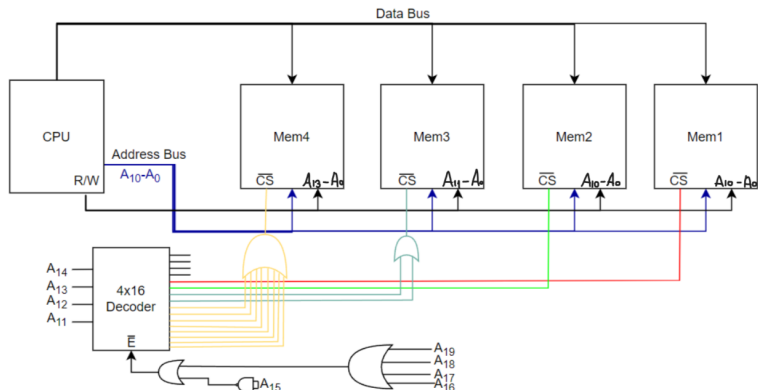 Data Bus
CPU
R/W
Address Bus
A10-A0
Mem4
CS
A13-A0
Mem3
CS
A11-A0
Mem2
CS
A10-A0
Mem1
CS
A10-A0
A14
A13
A12
A11
4x16
Decoder
E
A15
A19
A18
A17
A16